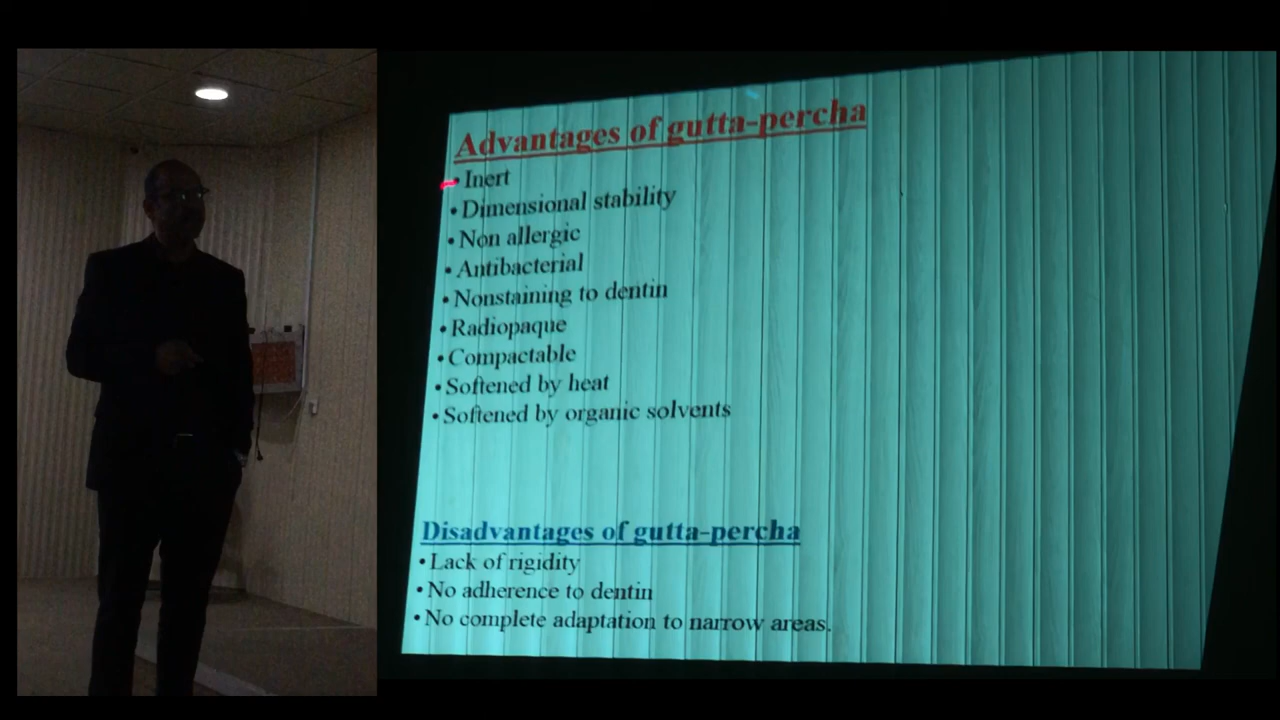 Advantages of gutta-percha
• Inert
• Dimensional stability
• Non allergic
• Antibacterial
• Nonstaining to dentin
• Radiopaque
• Compactable
• Softened by heat
• Softened by organic solvents
Disadvantages of gutta-percha
• Lack of rigidity
• No adherence to dentin
• No complete adaptation to narrow areas.